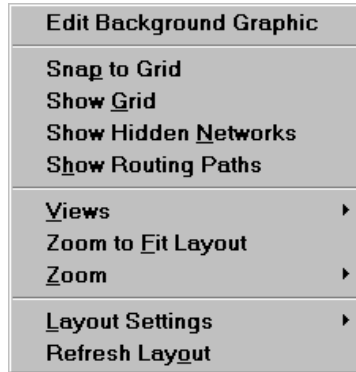 Edit Background Graphic
Snap to Grid
Show Grid
Show Hidden Networks
Show Routing Paths
Views
Zoom to Fit Layout
Zoom
Layout Settings
Refresh Layout